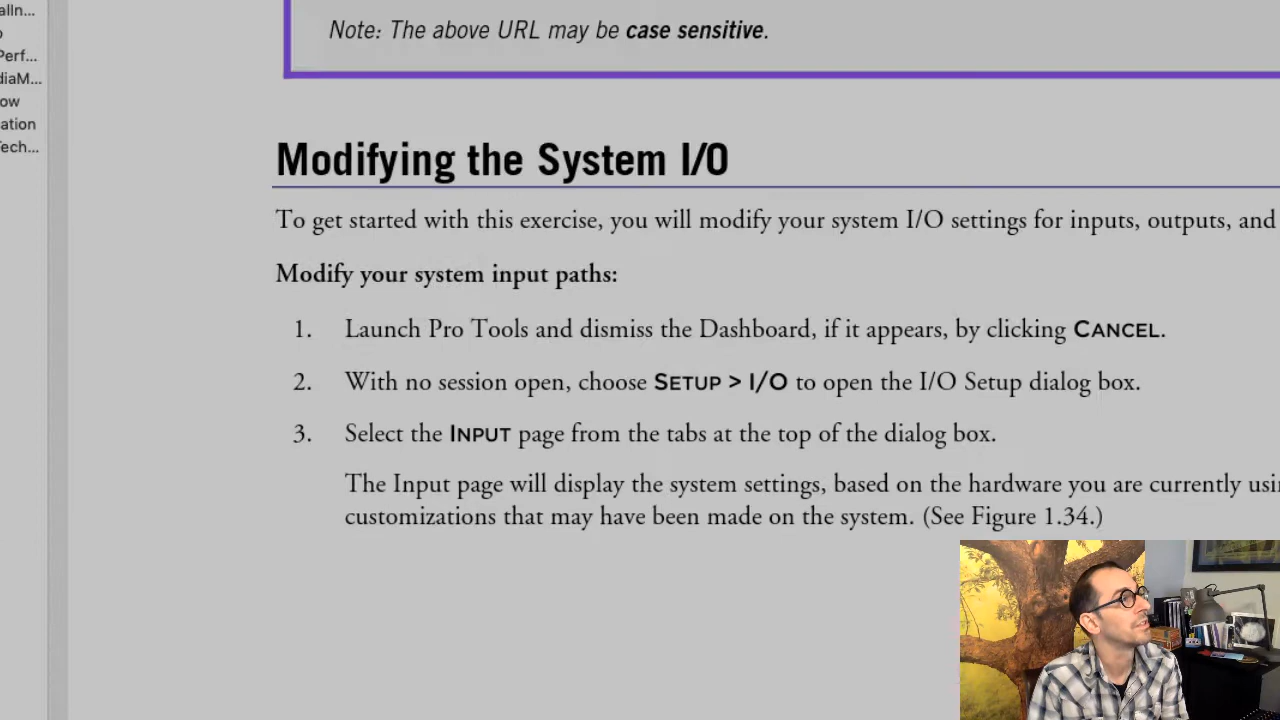 Note: The above URL may be case sensitive.
ow
ation
Modifying the System I/O
To get started with this exercise, you will modify your system I/O settings for inputs, outputs, and
Modify your system input paths:
1. Launch Pro Tools and dismiss the Dashboard, if it appears, by clicking CANCEL.
2. With no session open, choose SETUP > I/O to open the I/O Setup dialog box.
3. Select the INPUT page from the tabs at the top of the dialog box.
The Input page will display the system settings, based on the hardware you are currently
customizations that may have been made on the system. (See Figure 1.34.)